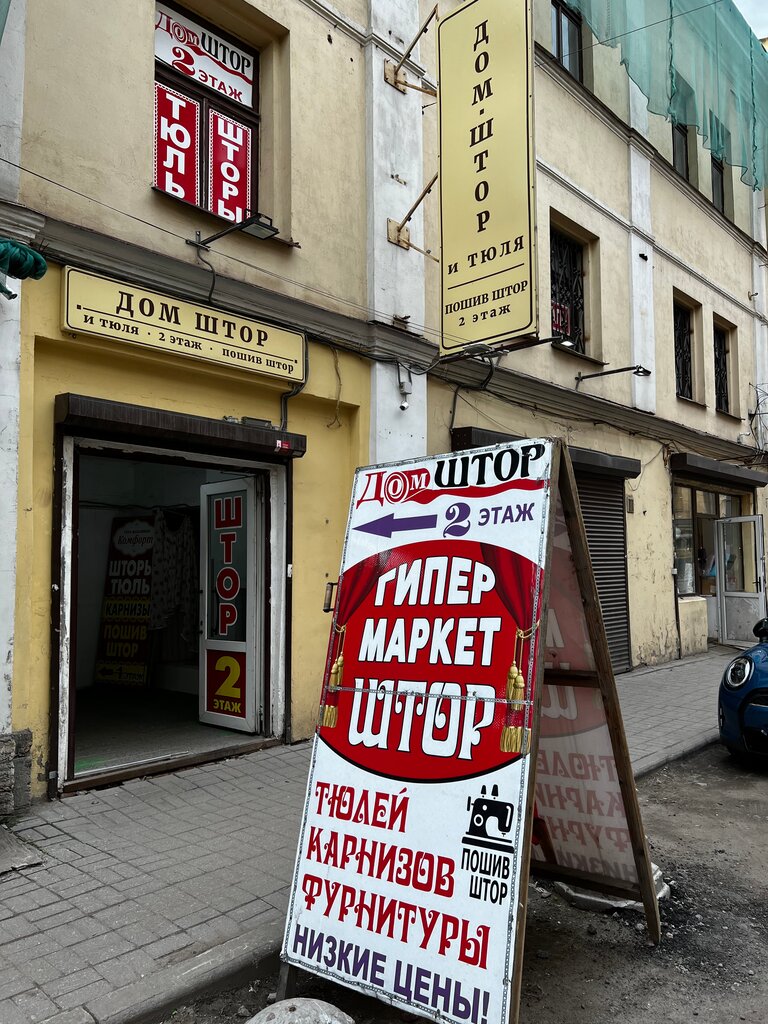 Дом ШТОР
2 ЭТАЖ
ТЮЛЬ
ШТОРЫ
ДОМ ШТОР
И ТЮЛЯ · 2 ЭТАЖ · ПОШИВ ШТОР
ДОМ·ШТОР
И ТЮЛЯ
ПОШИВ ШТОР
2 ЭТАЖ
Комфорт
ШТОРЫ
ТЮЛЬ
КАРНИЗЫ
ПОШИВ
ШТОР
ШТОР
2
ЭТАЖ
Дом ШТОР
2 ЭТАЖ
ГИПЕР
МАРКЕТ
ШТОР
ТЮЛЕЙ
КАРНИЗОВ
ФУРНИТУРЫ
ПОШИВ
ШТОР
НИЗКИЕ ЦЕНЫ!